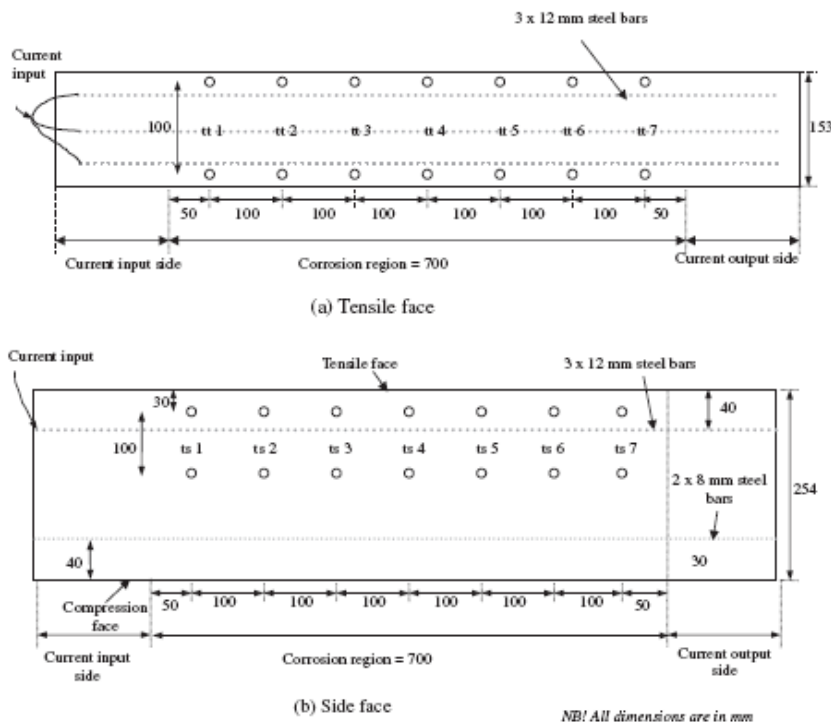 3 x 12 mm steel bars
Current
input
100
tt 1 tt 2 tt 3 tt 4 tt 5 tt 6 tt 7
153
50 100 100 100 100 100 100 50
Current input side
Corrosion region = 700
Current output side
(a) Tensile face
Current input
Tensile face
3 x 12 mm steel bars
30
40
100
ts 1 ts 2 ts 3 ts 4 ts 5 ts 6 ts 7
2 x 8 mm steel
bars
254
40
30
50 100 100 100 100 100 100 50
Compression
face
Current input
side
Corrosion region = 700
Current output
side
(b) Side face
NB! All dimensions are in mm